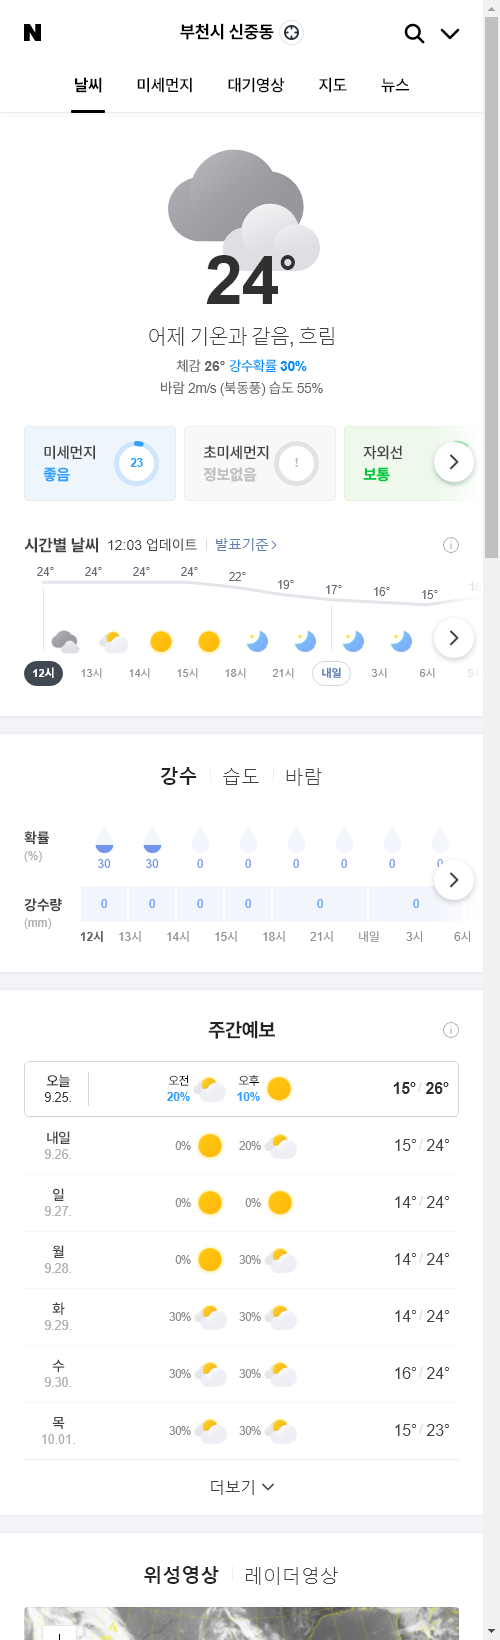 N
부천시 신중동
날씨 미세먼지 대기영상 지도 뉴스
24°
어제 기온과 같음, 흐림
체감 26° 강수확률 30%
바람 2m/s (북동풍) 습도 55%
미세먼지 좋음 23
초미세먼지 정보없음 !
자외선 보통
시간별 날씨 12:03 업데이트 발표기준
24° 24° 24° 24° 22° 19° 17° 16° 15° 18
12시 13시 14시 15시 18시 21시 내일 3시 6시 9
강수 습도 바람
확률 (%)
30 30 0 0 0 0 0 0
강수량 (mm)
0 0 0 0 0 0
12시 13시 14시 15시 18시 21시 내일 3시 6시
주간예보
오늘 9.25. 오전 20% 오후 10% 15° / 26°
내일 9.26. 0% 20% 15° / 24°
일 9.27. 0% 0% 14° / 24°
월 9.28. 0% 30% 14° / 24°
화 9.29. 30% 30% 14° / 24°
수 9.30. 30% 30% 16° / 24°
목 10.01. 30% 30% 15° / 23°
더보기
위성영상 레이더영상